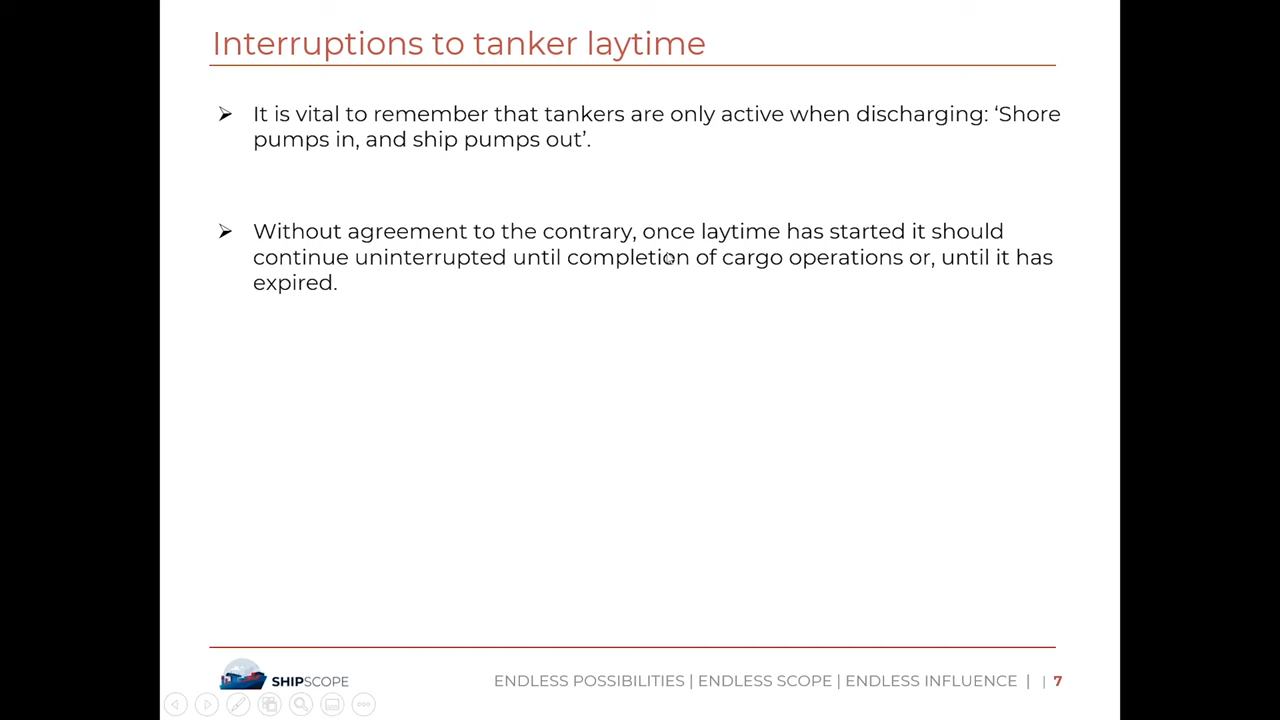 Interruptions to tanker laytime
➢ It is vital to remember that tankers are only active when discharging: ‘Shore
pumps in, and ship pumps out’.
➢ Without agreement to the contrary, once laytime has started it should
continue uninterrupted until completion of cargo operations or, until it has
expired.
SHIPSCOPE
ENDLESS POSSIBILITIES | ENDLESS SCOPE | ENDLESS INFLUENCE | | 7